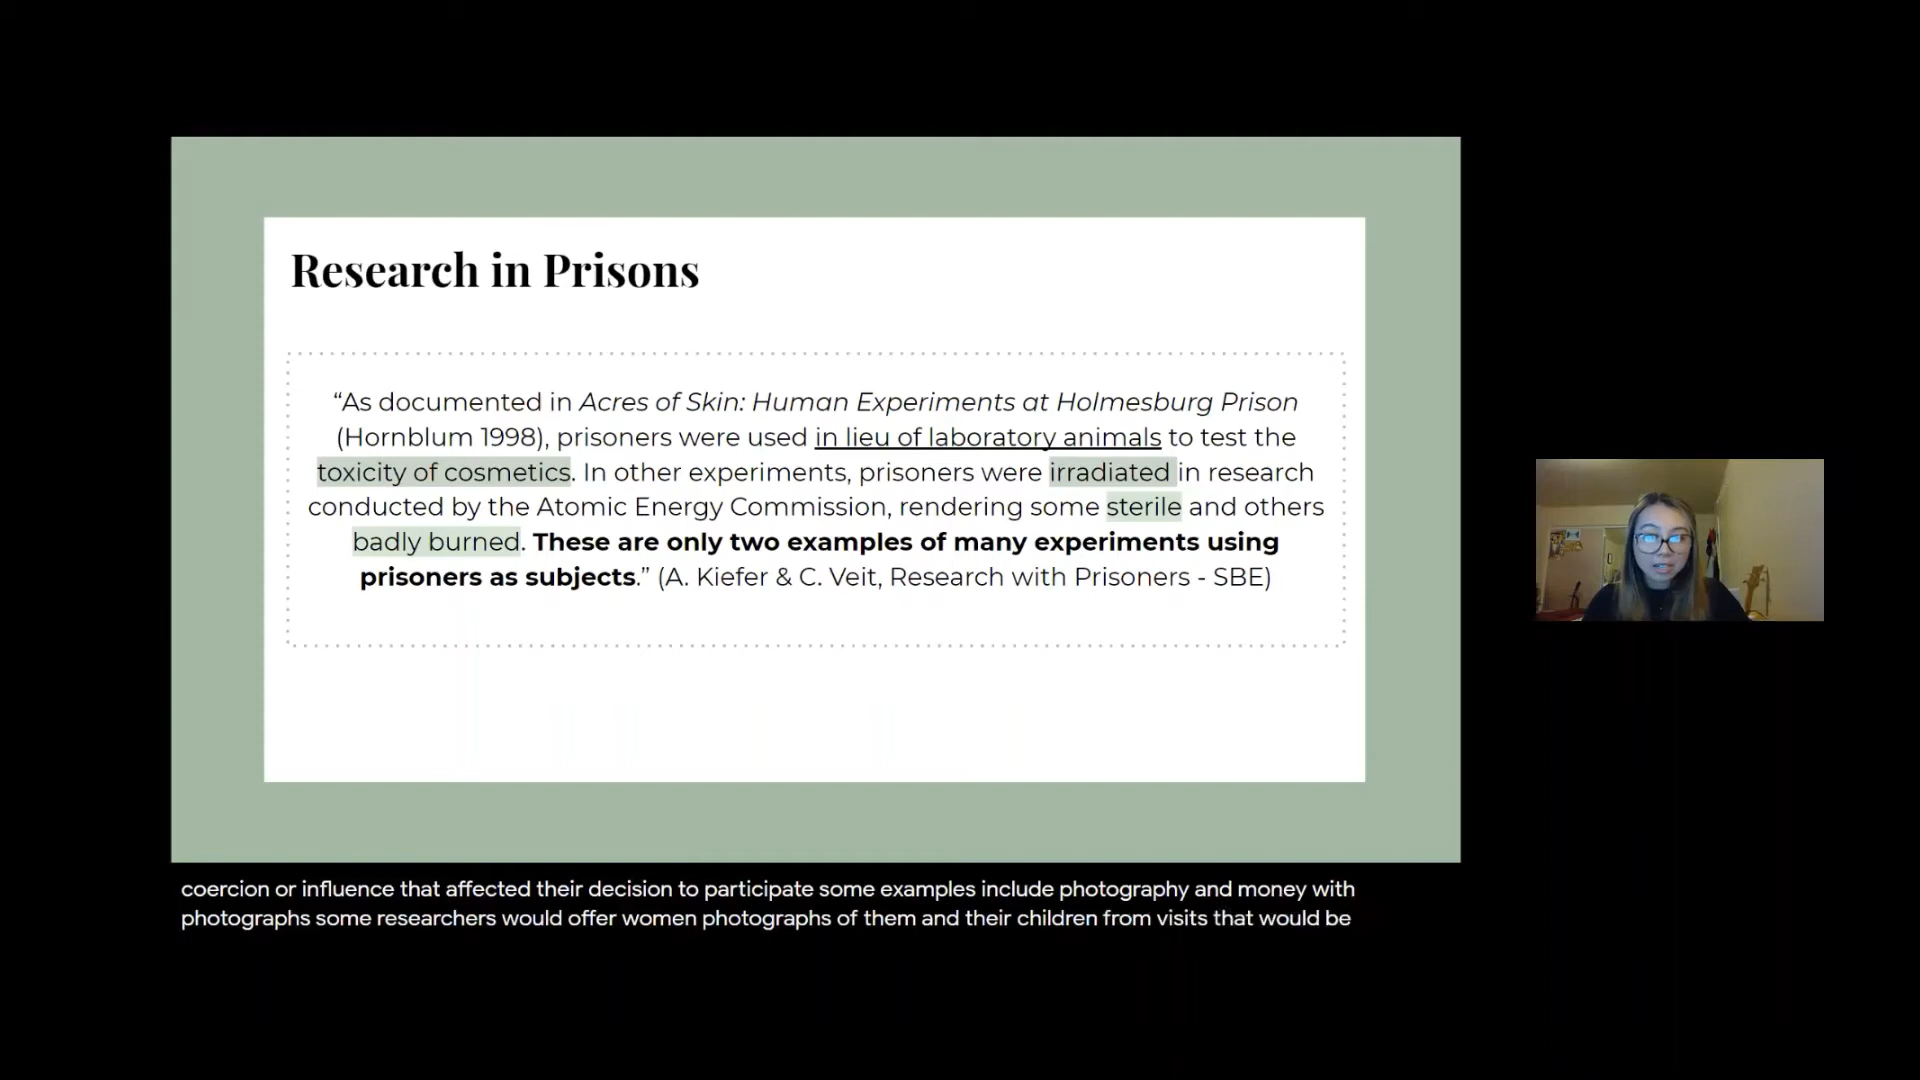 Research in Prisons
“As documented in Acres of Skin: Human Experiments at Holmesburg Prison
(Hornblum 1998), prisoners were used in lieu of laboratory animals to test the
toxicity of cosmetics. In other experiments, prisoners were irradiated in research
conducted by the Atomic Energy Commission, rendering some sterile and others
badly burned. These are only two examples of many experiments using
prisoners as subjects.” (A. Kiefer & C. Veit, Research with Prisoners - SBE)
coercion or influence that affected their decision to participate some examples include photography and money with
photographs some researchers would offer women photographs of them and their children from visits that would be